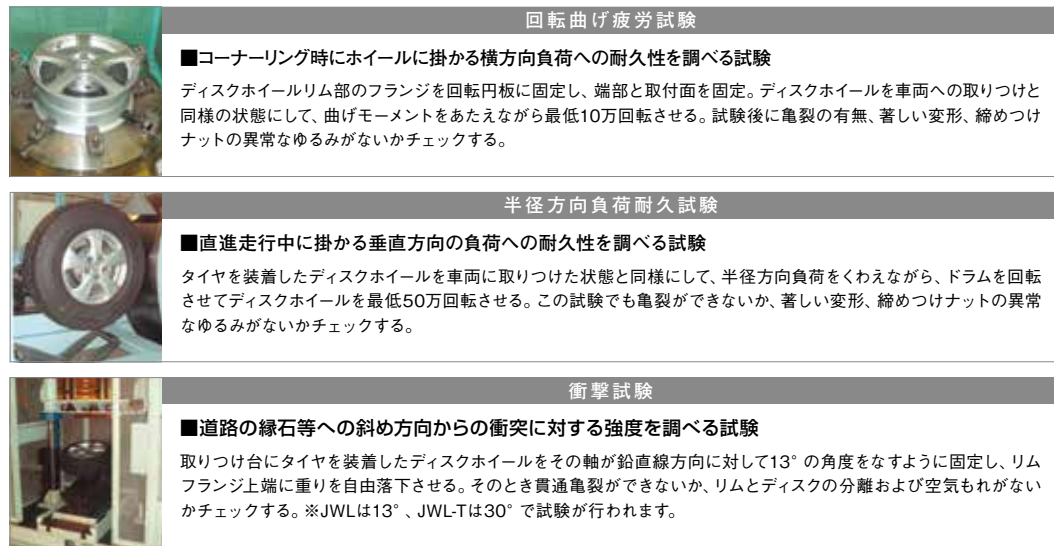 回転曲げ疲労試験
■コーナーリング時にホイールに掛かる横方向負荷への耐久性を調べる試験
ディスクホイールリム部のフランジを回転円板に固定し、端部と取付面を固定。ディスクホイールを車両への取りつけと
同様の状態にして、曲げモーメントをあたえながら最低10万回転させる。試験後に亀裂の有無、著しい変形、締めつけ
ナットの異常なゆるみがないかチェックする。
半径方向負荷耐久試験
■直進走行中に掛かる垂直方向の負荷への耐久性を調べる試験
タイヤを装着したディスクホイールを車両に取りつけた状態と同様にして、半径方向負荷をくわえながら、ドラムを回転
させてディスクホイールを最低50万回転させる。この試験でも亀裂ができないか、著しい変形、締めつけナットの異常
なゆるみがないかチェックする。
衝撃試験
■道路の縁石等への斜め方向からの衝突に対する強度を調べる試験
取りつけ台にタイヤを装着したディスクホイールをその軸が鉛直線方向に対して13°の角度をなすように固定し、リム
フランジ上端に重りを自由落下させる。そのとき貫通亀裂ができないか、リムとディスクの分離および空気もれがない
かチェックする。※JWLは13°、JWL-Tは30°で試験が行われます。